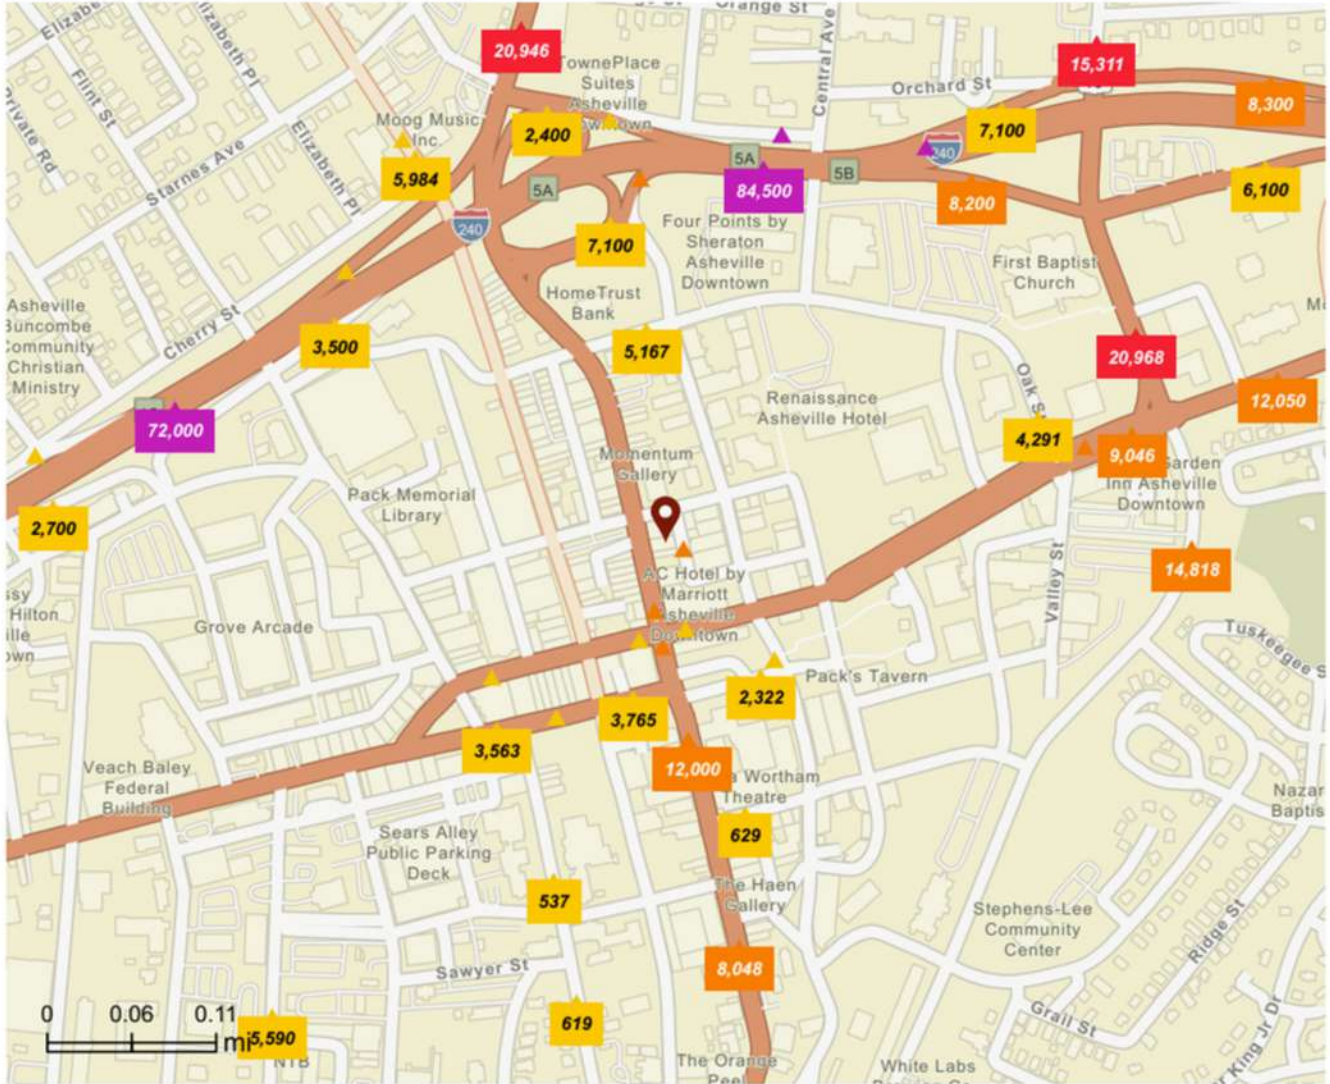 Orange St
Elizabeth Pl
20,946
15,311
TownePlace
Suites
Asheville
Central Ave
Orchard St
8,300
Flint St
Private Rd
Moog Music
Inc.
2,400
7,100
240
Elizabeth Pl
Starnes Ave
5,984
5A
5A
5B
84,500
8,200
6,100
240
7,100
Four Points by
Sheraton
Asheville
Downtown
First Baptist
Church
HomeTrust
Bank
Asheville
Buncombe
Community
Christian
Ministry
Cherry St
3,500
5,167
20,968
Oak St
12,050
Renaissance
Asheville Hotel
72,000
4,291
9,046
Garden
Inn Asheville
Downtown
Momentum
Gallery
Pack Memorial
Library
2,700
14,818
AC Hotel by
Marriott
Asheville
Downtown
Valley St
Hilton
Grove Arcade
Tuskegee S
Pack's Tavern
2,322
3,765
3,563
12,000
Wortham
Theatre
Veach Baley
Federal
Building
629
Sears Alley
Public Parking
Deck
537
The Haen
Gallery
Stephens-Lee
Community
Center
Ridge St
Sawyer St
8,048
0 0.06 0.11
mi
5,590
619
Grail St
King Jr Dr
NTB
The Orange
Peel
White Labs